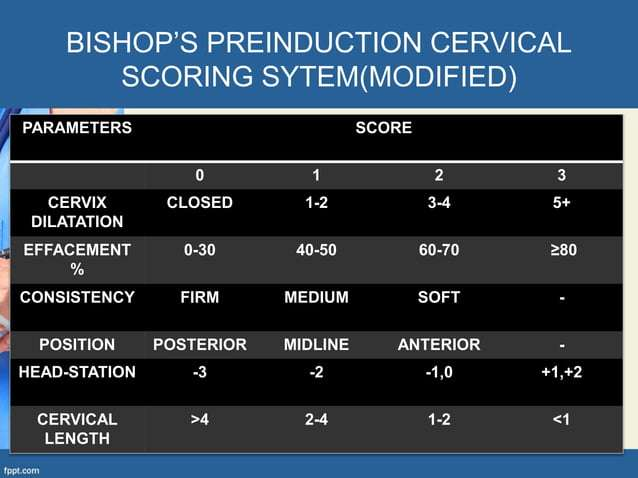 BISHOP’S PREINDUCTION CERVICAL
SCORING SYTEM(MODIFIED)
PARAMETERS SCORE
0 1 2 3
CERVIX
DILATATION CLOSED 1-2 3-4 5+
EFFACEMENT
% 0-30 40-50 60-70 ≥80
CONSISTENCY FIRM MEDIUM SOFT -
POSITION POSTERIOR MIDLINE ANTERIOR -
HEAD-STATION -3 -2 -1,0 +1,+2
CERVICAL
LENGTH >4 2-4 1-2 <1
fppt.com